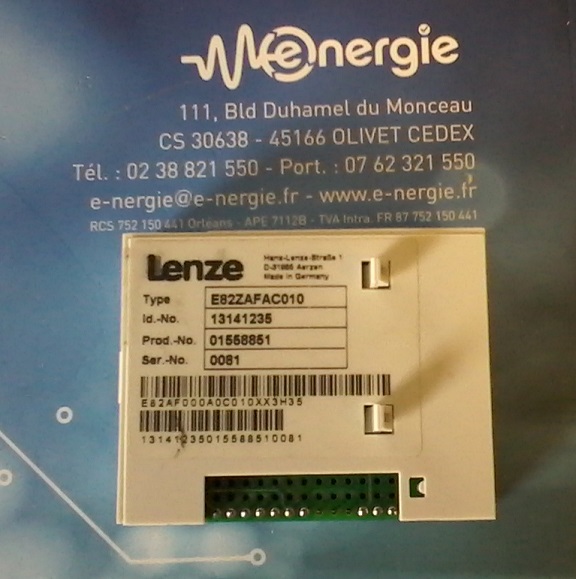 e-nergie
111, Bld Duhamel du Monceau
CS 30638 - 45166 OLIVET CEDEX
Tél. : 02 38 821 550 - Port. : 07 62 321 550
e-nergie@e-nergie.fr - www.e-nergie.fr
RCS 752 150 441 Orléans - APE 7112B - TVA Intra. FR 87 752 150 441
Lenze
Hans-Lenze-Straße 1
D-31855 Aerzen
Made in Germany
Type E82ZAFAC010
Id.-No. 13141235
Prod.-No. 01558851
Ser.-No. 0081
E82AF000A0C010XX3H35
13141235015588510081